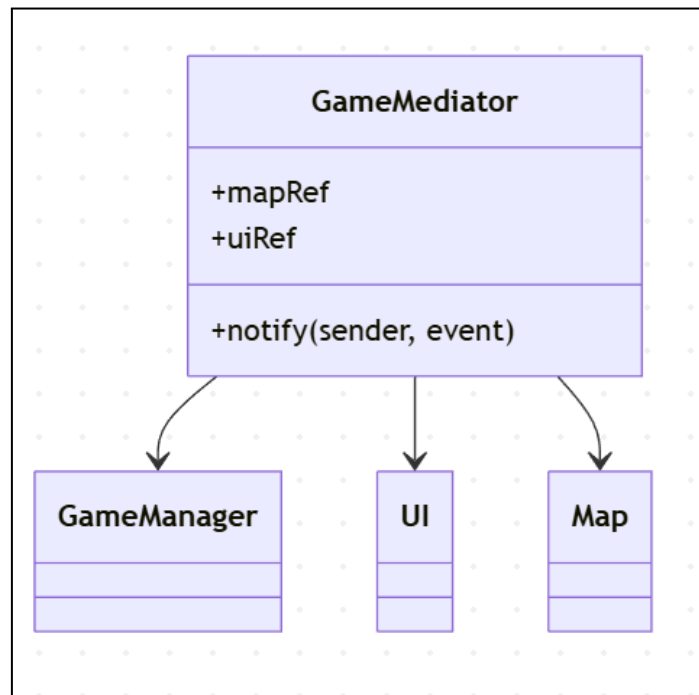 GameMediator
+mapRef
+uiRef
+notify(sender, event)
GameManager
UI
Map